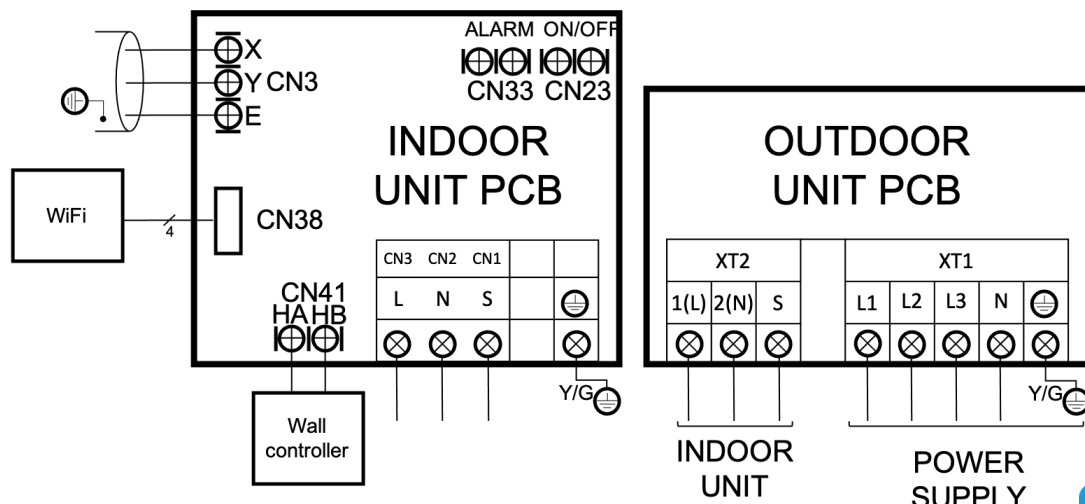 ALARM ON/OFF
CN33 CN23
X
Y CN3
E
INDOOR
UNIT PCB
WiFi
4
CN38
CN3 CN2 CN1
L N S
CN41
HA HB
Wall
controller
Y/G
OUTDOOR
UNIT PCB
XT2 XT1
1(L) 2(N) S L1 L2 L3 N
Y/G
INDOOR
UNIT
POWER
SUPPLY